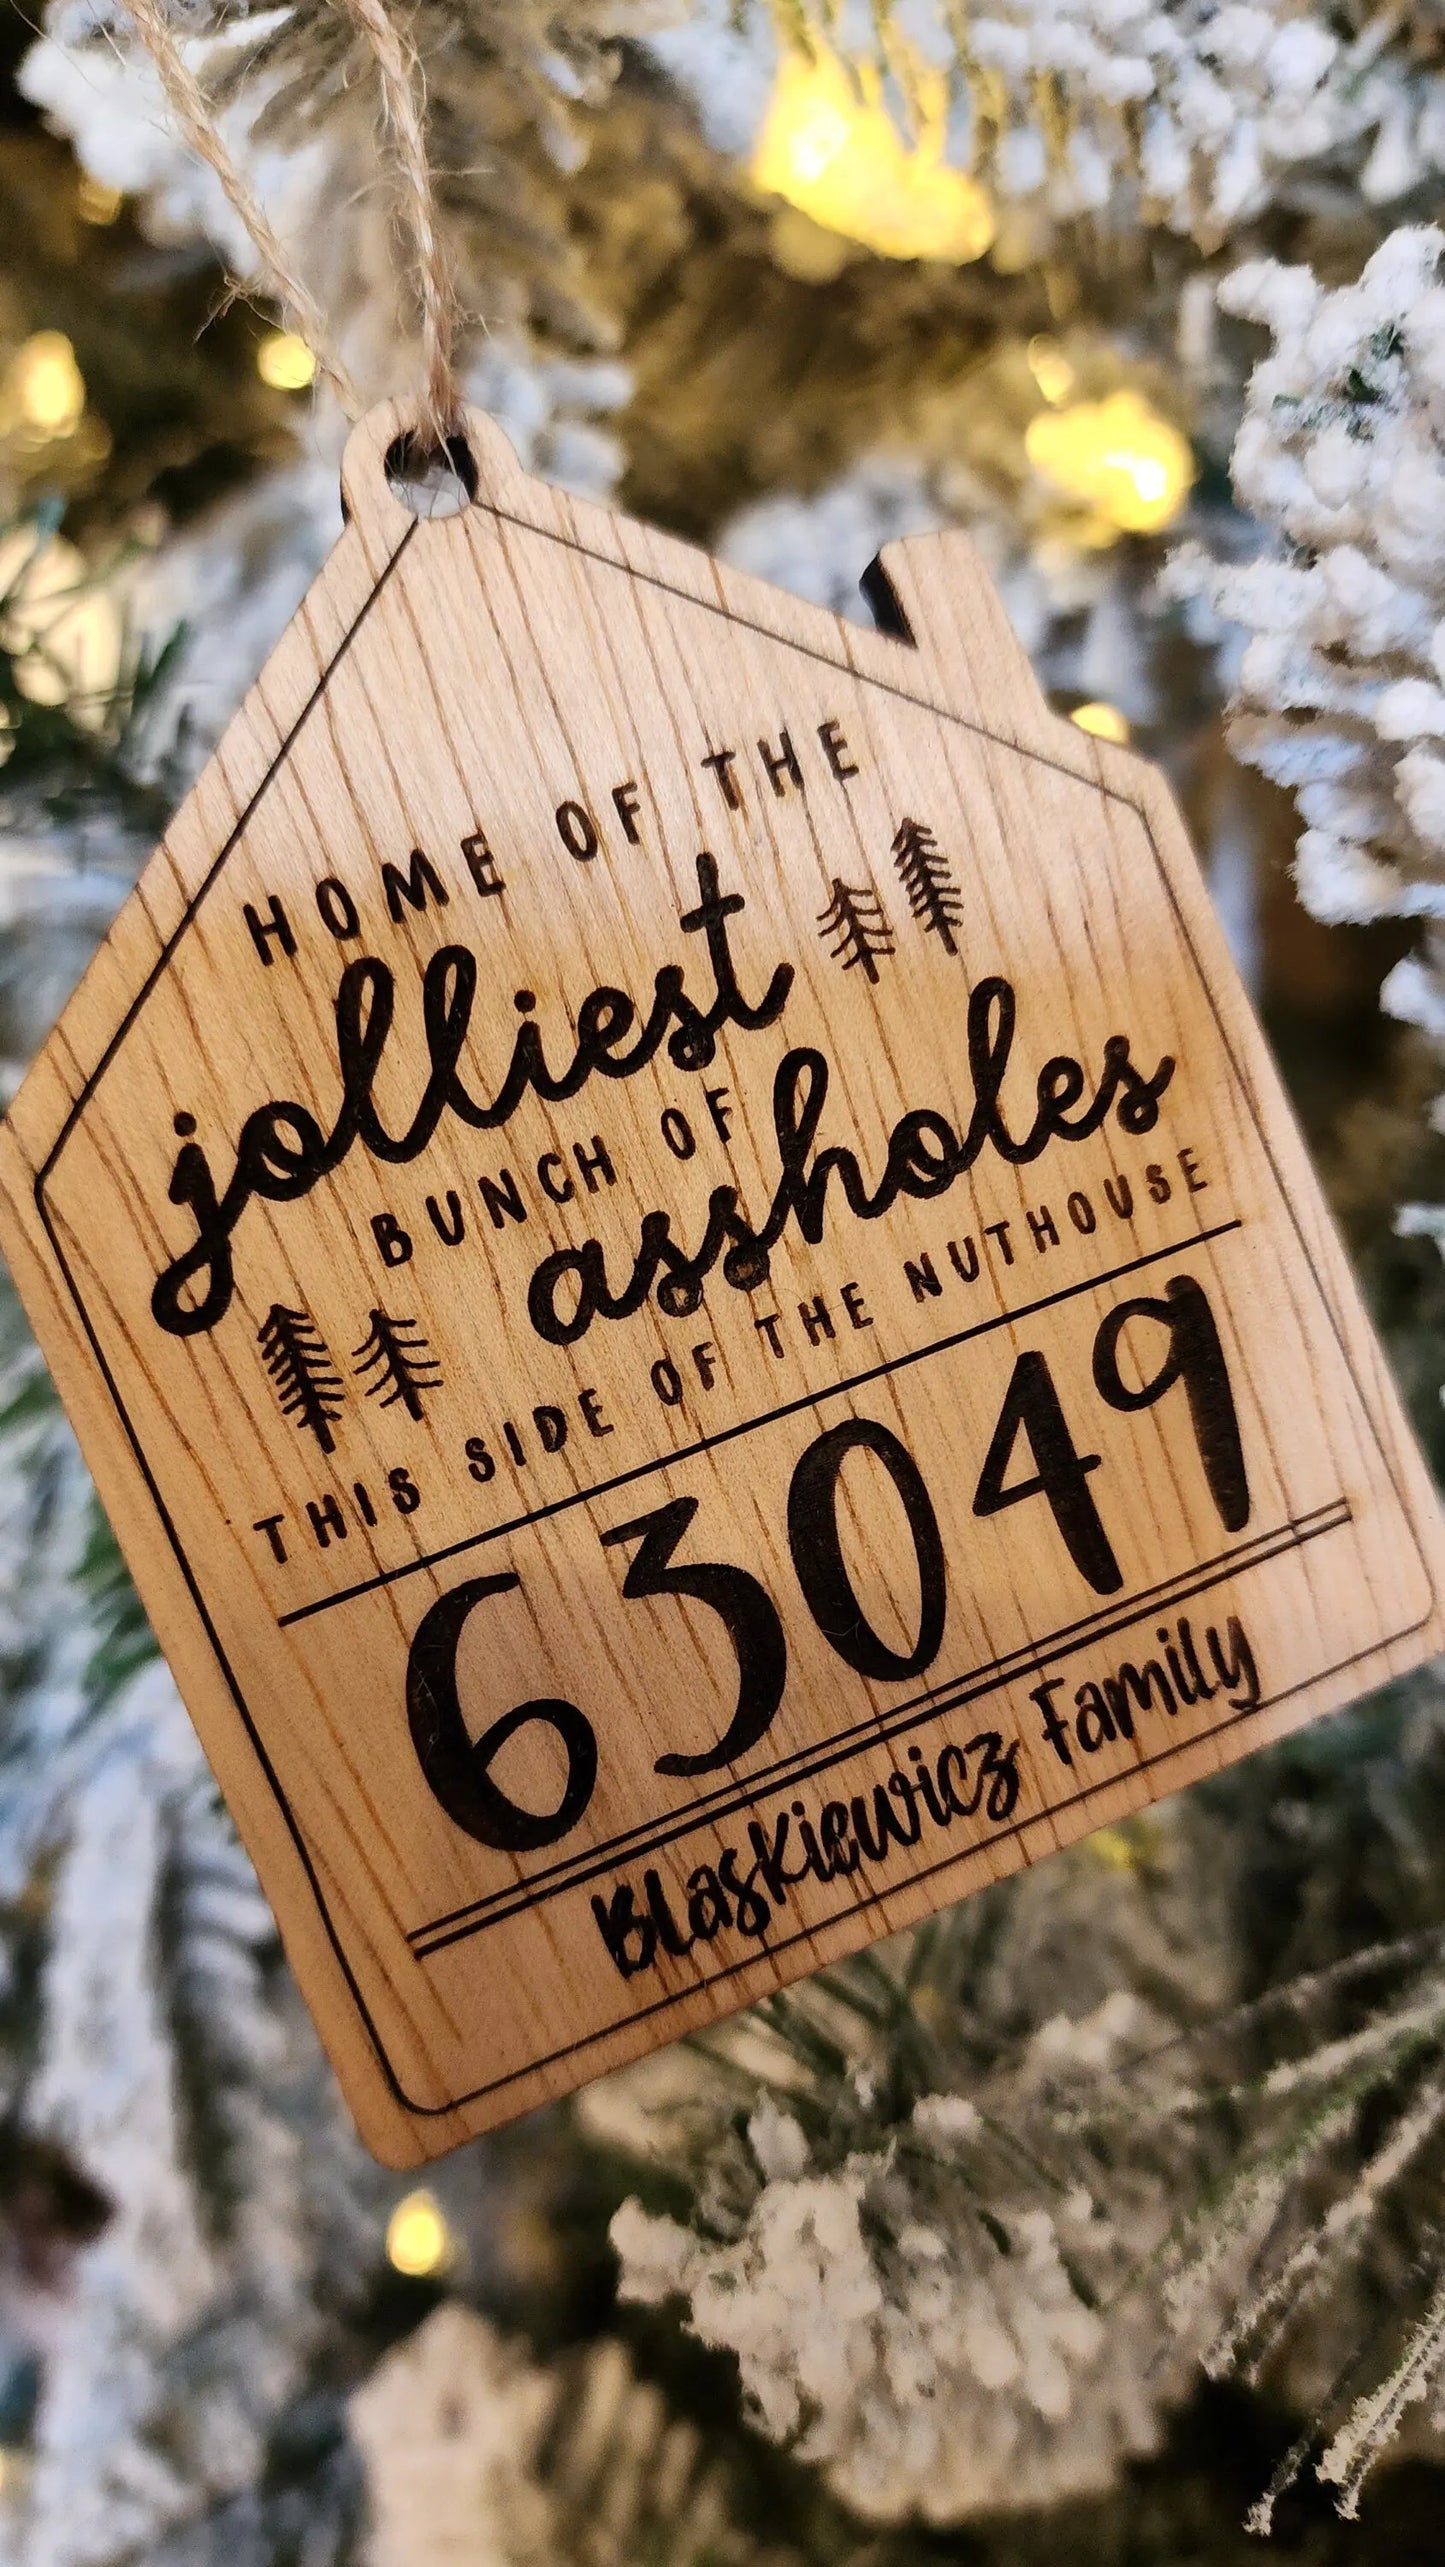 HOME OF THE
jolliest
BUNCH OF
assholes
THIS SIDE OF THE NUTHOUSE
63049
Blaskiewicz Family